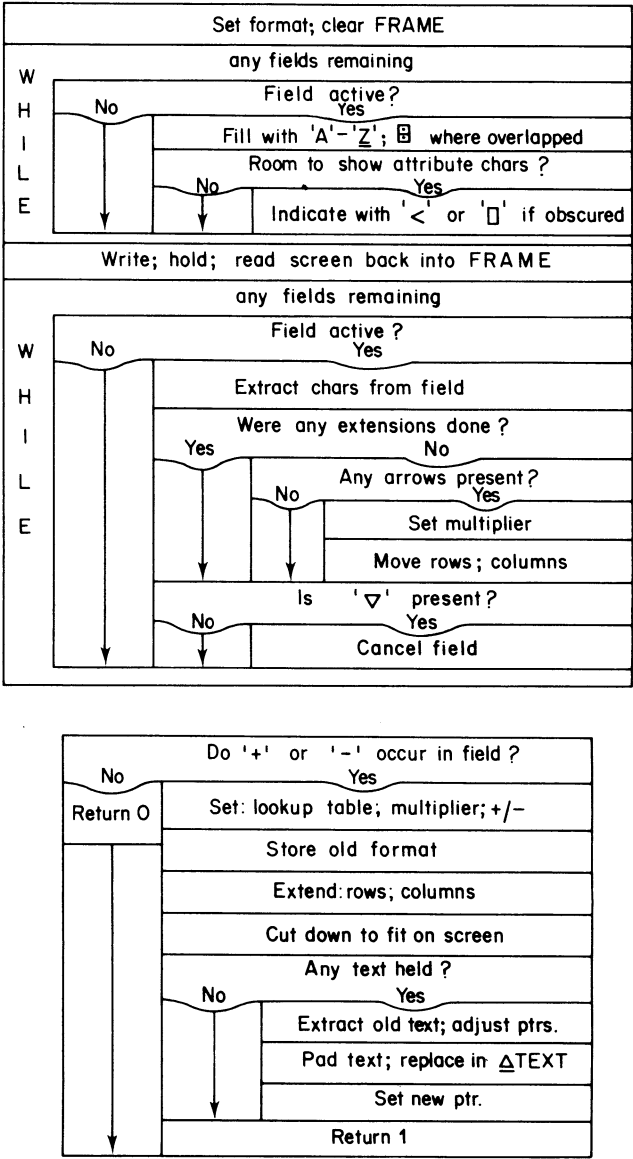 Set format; clear FRAME
any fields remaining
WHILE
Field active?
No
Yes
Fill with 'A'-'Z̲'; ⌹ where overlapped
Room to show attribute chars ?
No
Yes
Indicate with '<' or '▯' if obscured
Write; hold; read screen back into FRAME
any fields remaining
WHILE
Field active ?
No
Yes
Extract chars from field
Were any extensions done ?
Yes
No
Any arrows present?
No
Yes
Set multiplier
Move rows; columns
Is '▽' present?
No
Yes
Cancel field
Do '+' or '-' occur in field ?
No
Yes
Return 0
Set: lookup table; multiplier; +/-
Store old format
Extend: rows; columns
Cut down to fit on screen
Any text held ?
No
Yes
Extract old text; adjust ptrs.
Pad text; replace in △̲TEXT
Set new ptr.
Return 1